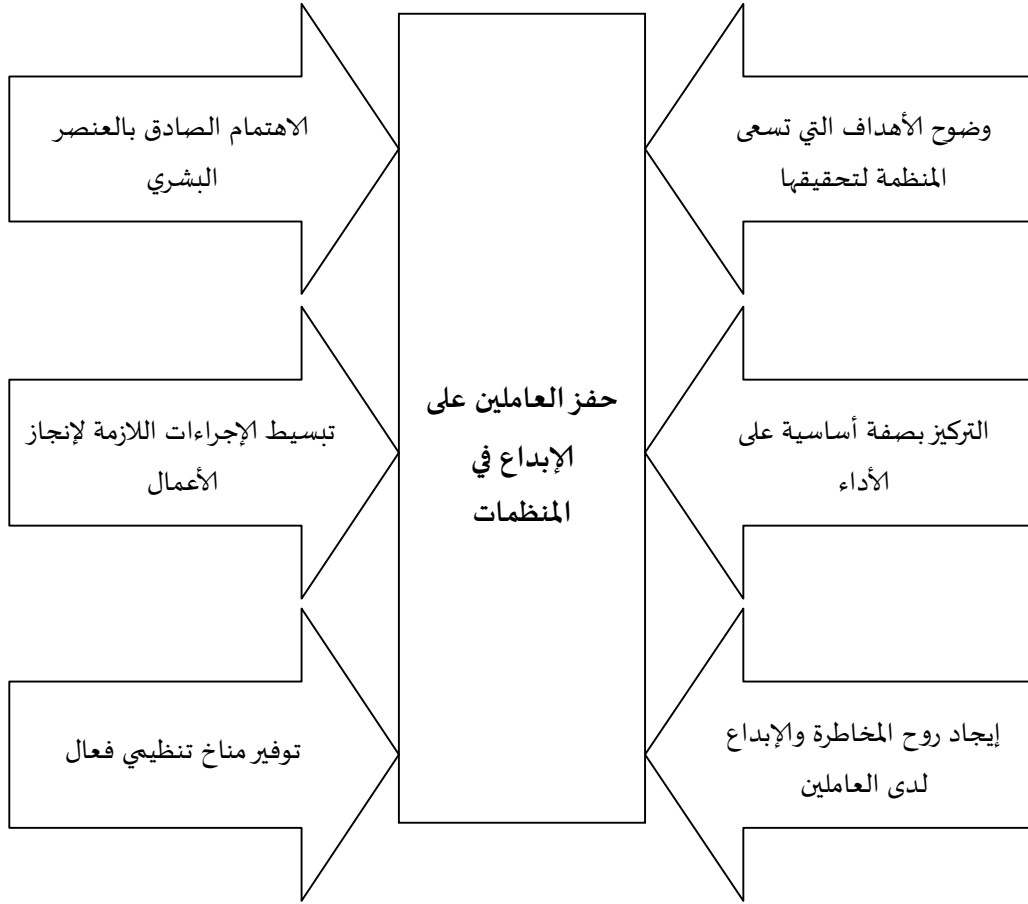 وضوح الأهداف التي تسعى
المنظمة لتحقيقها
التركيز بصفة أساسية على
الأداء
إيجاد روح المخاطرة والإبداع
لدى العاملين
حفز العاملين على
الإبداع في
المنظمات
الاهتمام الصادق بالعنصر
البشري
تبسيط الإجراءات اللازمة لإنجاز
الأعمال
توفير مناخ تنظيمي فعال